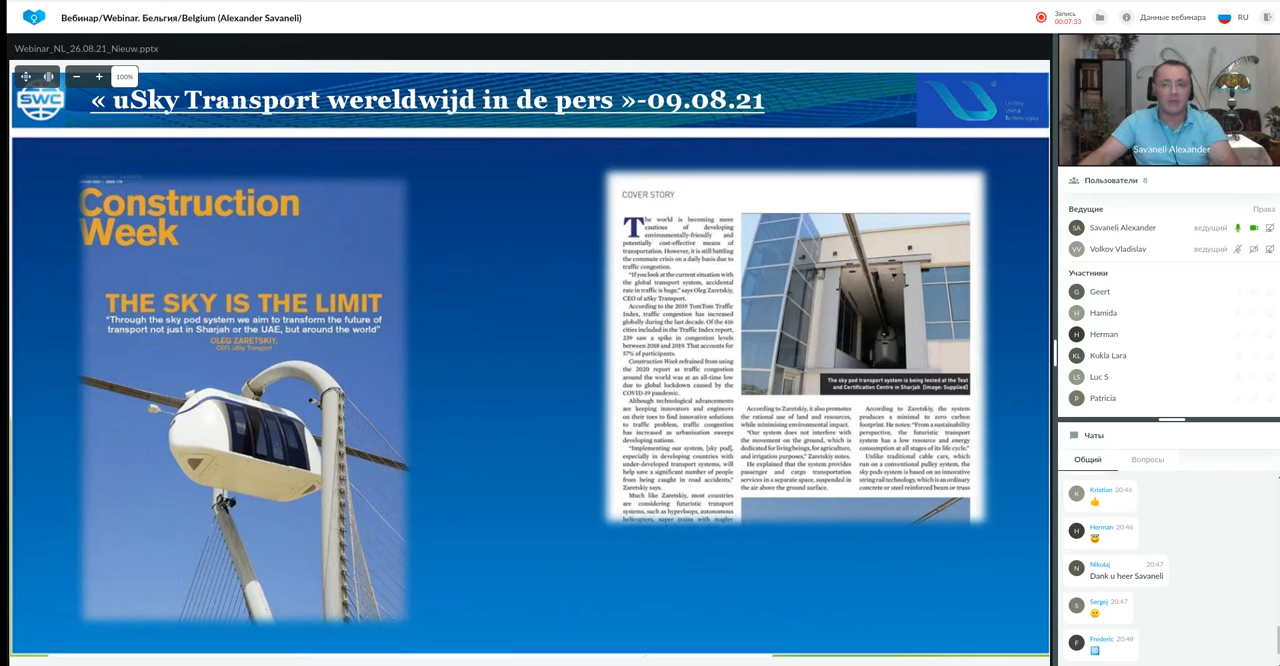 Вебинар/Webinar. Бельгия/Belgium (Alexander Savaneli)
Запись
00:07:33
Данные вебинара
RU
Webinar_NL_26.08.21_Nieuw.pptx
100%
SWC
« uSky Transport wereldwijd in de pers »-09.08.21
Unitsky
String
Technologies
Construction
Week
THE SKY IS THE LIMIT
"Through the sky pod system we aim to transform the future of
transport not just in Sharjah or the UAE, but around the world"
OLEG ZARETSKIY,
CEO, uSky Transport
COVER STORY
The world is becoming more
cautious of developing
environmentally-friendly and
potentially cost-effective means of
transportation. However, it is still battling
the commute crisis on a daily basis due to
traffic congestion.
"If you look at the current situation with
the global transport system, accidental
rate in traffic is huge," says Oleg Zaretskiy,
CEO of uSky Transport.
According to the 2019 TomTom Traffic
Index, traffic congestion has increased
globally during the last decade. Of the 416
cities included in the Traffic Index report,
239 saw a spike in congestion levels
between 2018 and 2019. That accounts for
57% of participants.
Construction Week refrained from using
the 2020 report as traffic congestion
around the world was at an all-time low
due to global lockdown caused by the
COVID-19 pandemic.
Although technological advancements
are keeping innovators and engineers
on their toes to find innovative solutions
to traffic problem, traffic congestion
has increased as urbanisation sweeps
developing nations.
"Implementing our system, [sky pod],
especially in developing countries with
under-developed transport systems, will
help save a significant number of people
from being caught in road accidents,"
Zaretskiy says.
Much like Zaretskiy, most countries
are considering futuristic transport
systems, such as hyperloops, autonomous
helicopters, super trains with maglev
The sky pod transport system is being tested at the Test
and Certification Centre in Sharjah [Image: Supplied]
According to Zaretskiy, it also promotes
the rational use of land and resources,
while minimising environmental impact.
"Our system does not interfere with
the movement on the ground, which is
dedicated for living beings, for agriculture,
and irrigation purposes," Zaretskiy notes.
He explained that the system provides
passenger and cargo transportation
services in a separate space, suspended in
the air above the ground surface.
According to Zaretskiy, the system
produces a minimal to zero carbon
footprint. He notes: "From a sustainability
perspective, the futuristic transport
system has a low resource and energy
consumption at all stages of its life cycle."
Unlike traditional cable cars, which
run on a conventional pulley system, the
sky pods system is based on an innovative
string rail technology, which is an ordinary
concrete or steel reinforced beam or truss
Savaneli Alexander
Пользователи 8
Ведущие
Права
SA Savaneli Alexander ведущий
VV Volkov Vladislav ведущий
Участники
G Geert
H Hamida
H Herman
KL Kukla Lara
LS Luc S
P Patricia
Чаты
Общий
Вопросы
K Kristian 20:46
👍
H Herman 20:46
😇
N Nikolaj 20:47
Dank u heer Savaneli
S Sergej 20:47
🙂
F Frederic 20:48